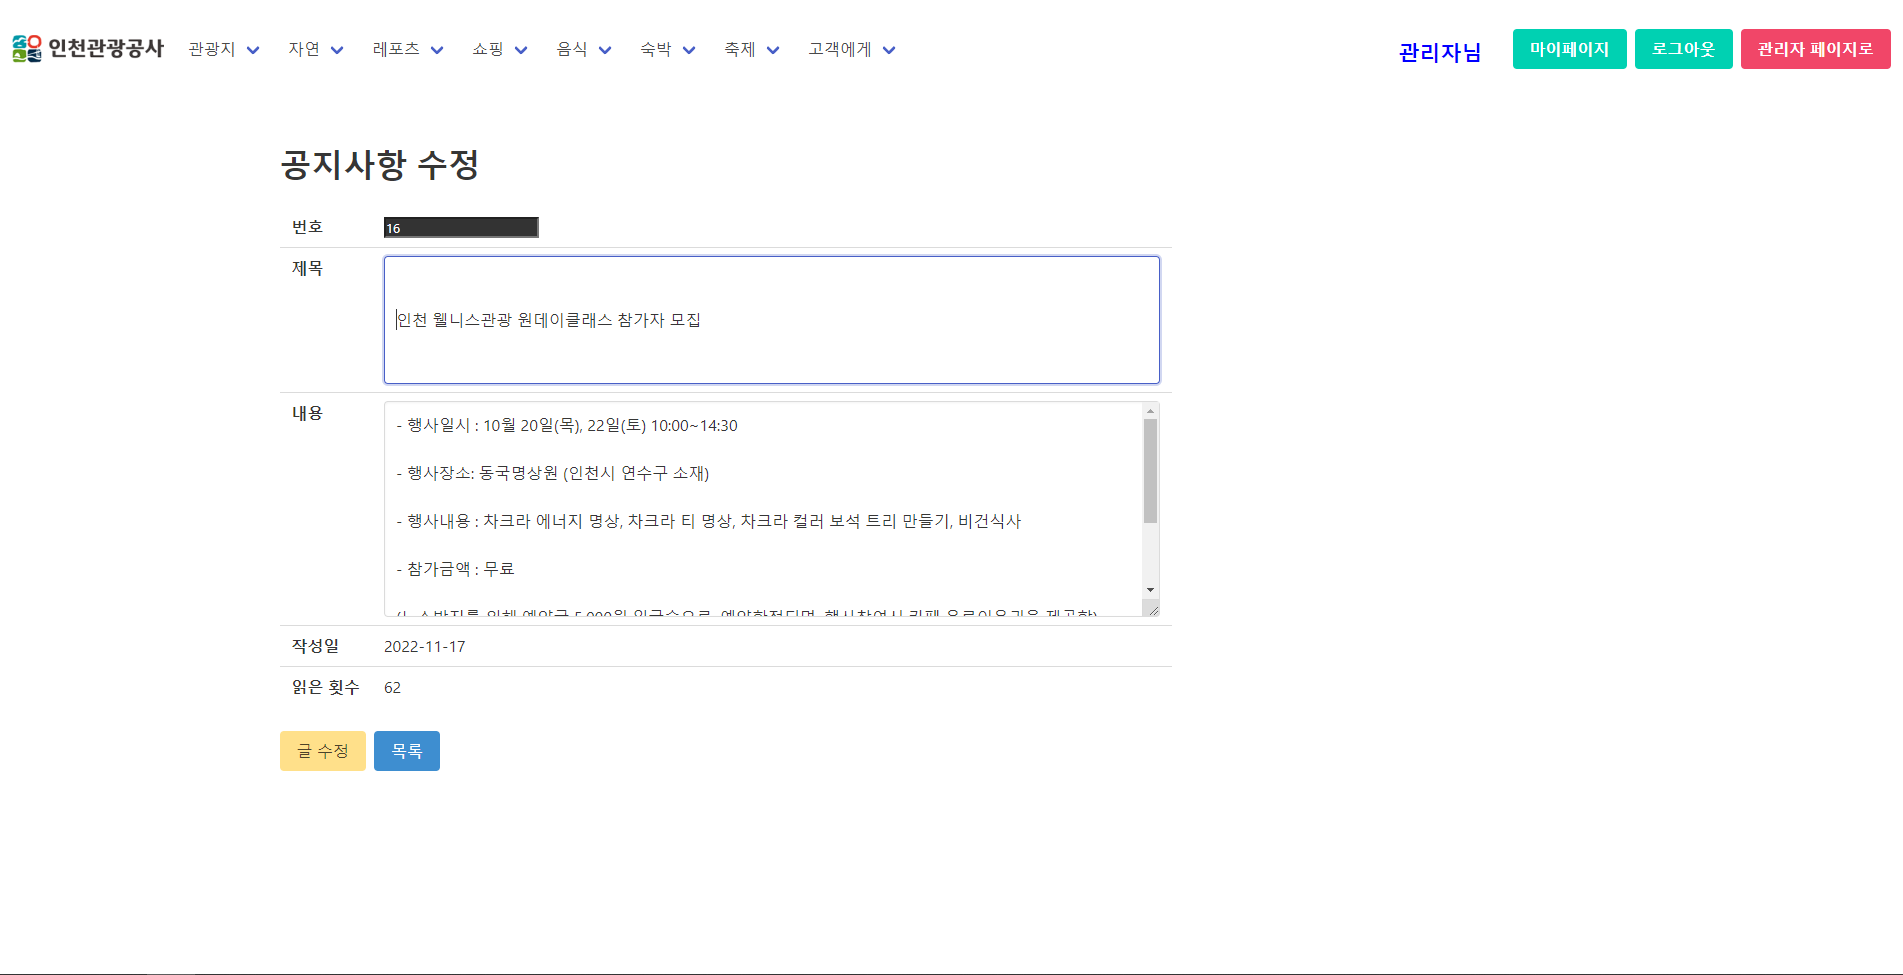 인천관광공사 관광지 자연 레포츠 쇼핑 음식 숙박 축제 고객에게 관리자님 마이페이지 로그아웃 관리자 페이지로
공지사항 수정
번호 16
제목
인천 웰니스관광 원데이클래스 참가자 모집
내용
- 행사일시 : 10월 20일(목), 22일(토) 10:00~14:30
- 행사장소: 동국명상원 (인천시 연수구 소재)
- 행사내용 : 차크라 에너지 명상, 차크라 티 명상, 차크라 컬러 보석 트리 만들기, 비건식사
- 참가금액 : 무료
작성일 2022-11-17
읽은 횟수 62
글 수정 목록